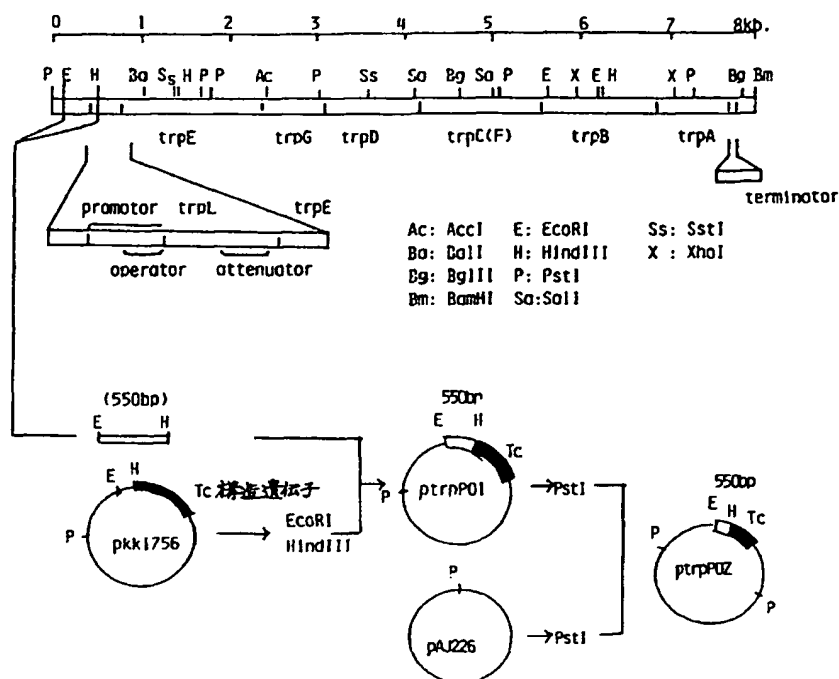 0 1 2 3 4 5 6 7 8kb.
P E H Ba Ss H P P Ac P Ss Sa Bg Sa P E X E H X P Bg Bm
trpE trpG trpD trpC(F) trpB trpA
terminator
promotor trpL trpE
operator attenuator
Ac: AccI E: EcoRI Ss: SstI
Ba: BalI H: HindIII X : XhoI
Bg: BglII P: PstI
Bm: BamHI Sa:SalI
(550bp)
E H
E H Tc 構造遺伝子
P pkk1756
EcoRI
HindIII
550bp
E H Tc
P ptrpPO1 PstI
P
pAJ226 PstI
550bp
E H Tc
P ptrpPOZ
P